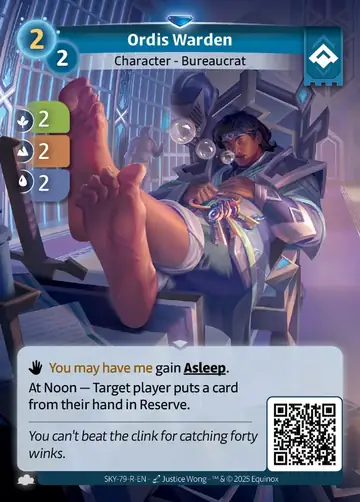 2
2
Ordis Warden
Character - Bureaucrat
2
2
2
You may have me gain Asleep.
At Noon — Target player puts a card
from their hand in Reserve.
You can't beat the clink for catching forty
winks.
SKY-79-R-EN - Justice Wong - ™ & © 2025 Equinox